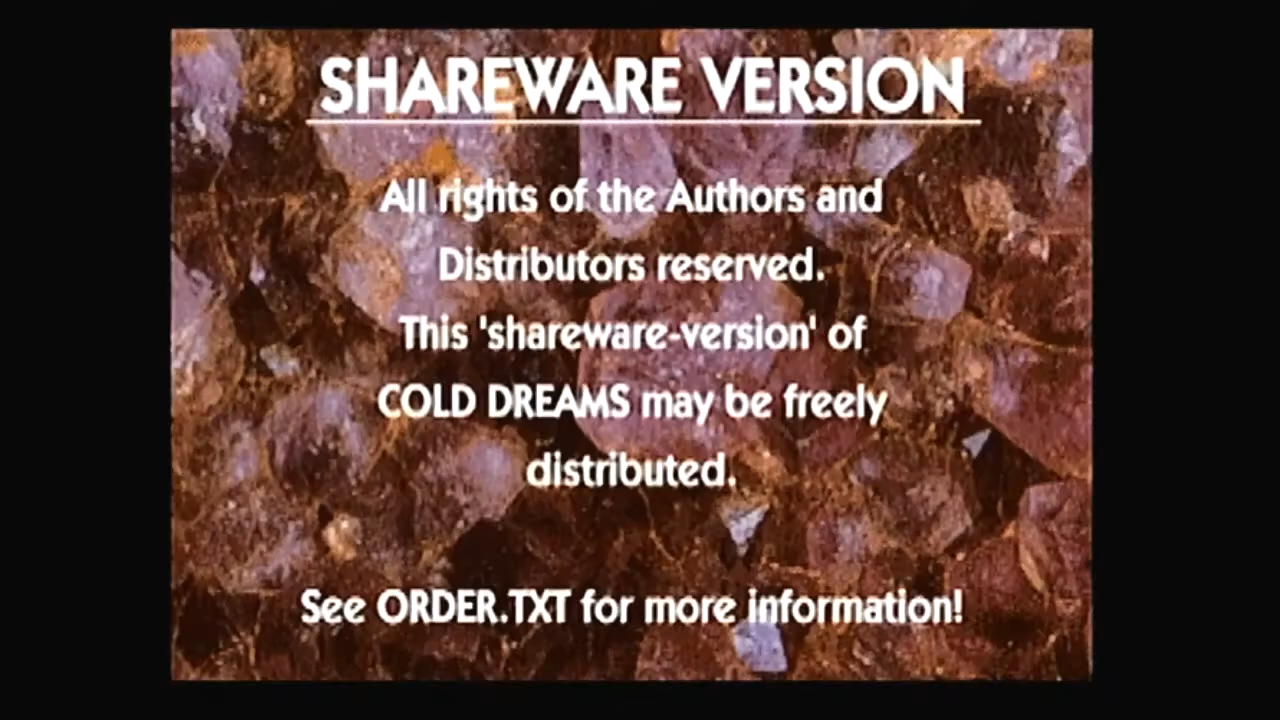 SHAREWARE VERSION
All rights of the Authors and
Distributors reserved.
This 'shareware-version' of
COLD DREAMS may be freely
distributed.
See ORDER.TXT for more information!